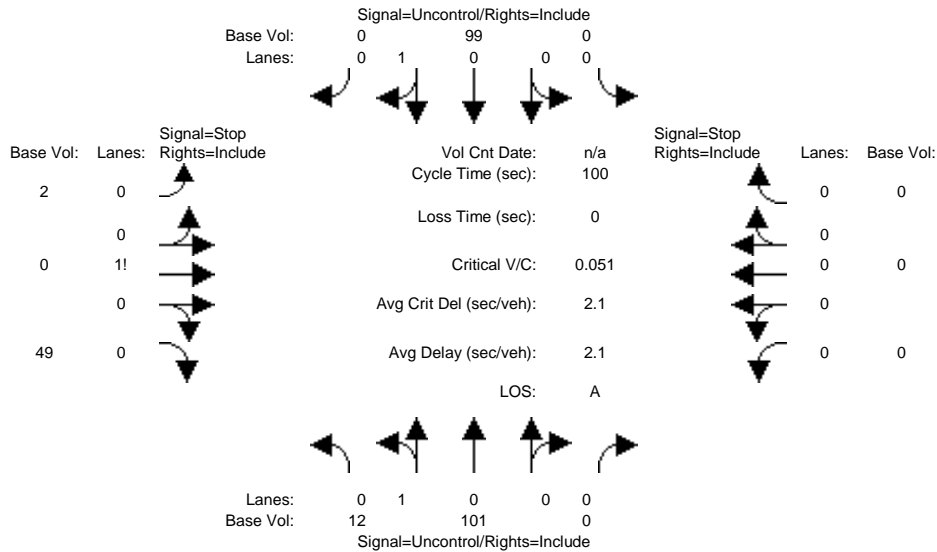 Signal=Uncontrol/Rights=Include
Base Vol: 0 99 0
Lanes: 0 1 0 0 0
Signal=Stop Signal=Stop
Base Vol: Lanes: Rights=Include Vol Cnt Date: n/a Rights=Include Lanes: Base Vol:
Cycle Time (sec): 100
2 0 0 0
Loss Time (sec): 0
0 0
0 1! Critical V/C: 0.051 0 0
0 Avg Crit Del (sec/veh): 2.1 0
49 0 Avg Delay (sec/veh): 2.1 0 0
LOS: A
Lanes: 0 1 0 0 0
Base Vol: 12 101 0
Signal=Uncontrol/Rights=Include